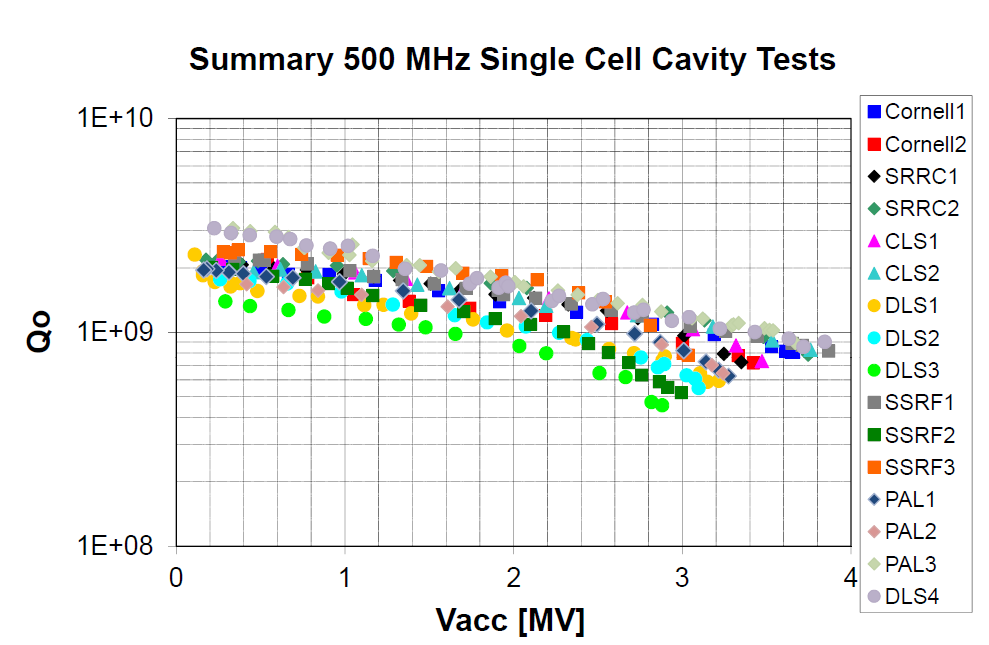 Summary 500 MHz Single Cell Cavity Tests
1E+10
1E+09
1E+08
Qo
0 1 2 3 4
Vacc [MV]
Cornell1
Cornell2
SRRC1
SRRC2
CLS1
CLS2
DLS1
DLS2
DLS3
SSRF1
SSRF2
SSRF3
PAL1
PAL2
PAL3
DLS4